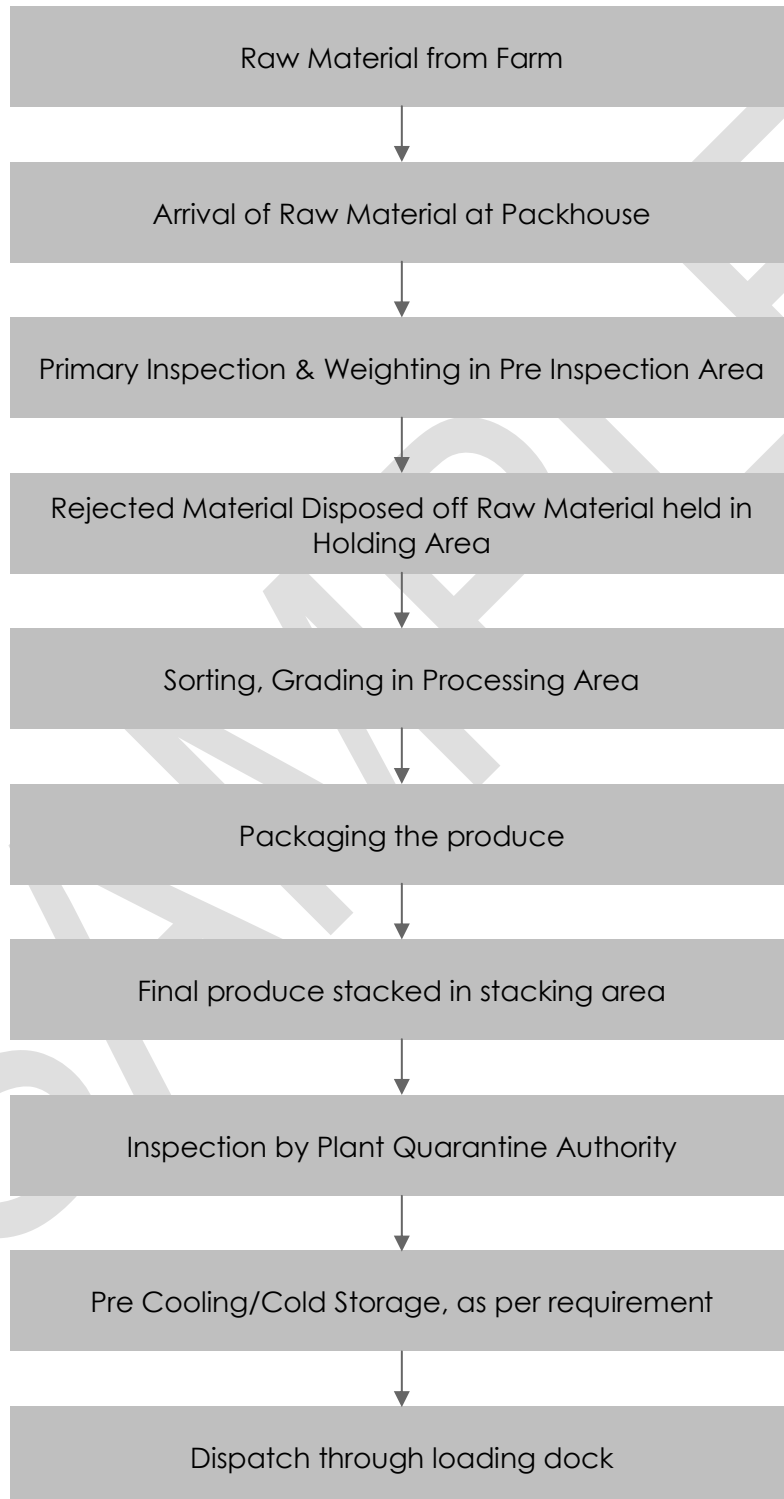 Raw Material from Farm
Arrival of Raw Material at Packhouse
Primary Inspection & Weighting in Pre Inspection Area
Rejected Material Disposed off Raw Material held in
Holding Area
Sorting, Grading in Processing Area
Packaging the produce
Final produce stacked in stacking area
Inspection by Plant Quarantine Authority
Pre Cooling/Cold Storage, as per requirement
Dispatch through loading dock